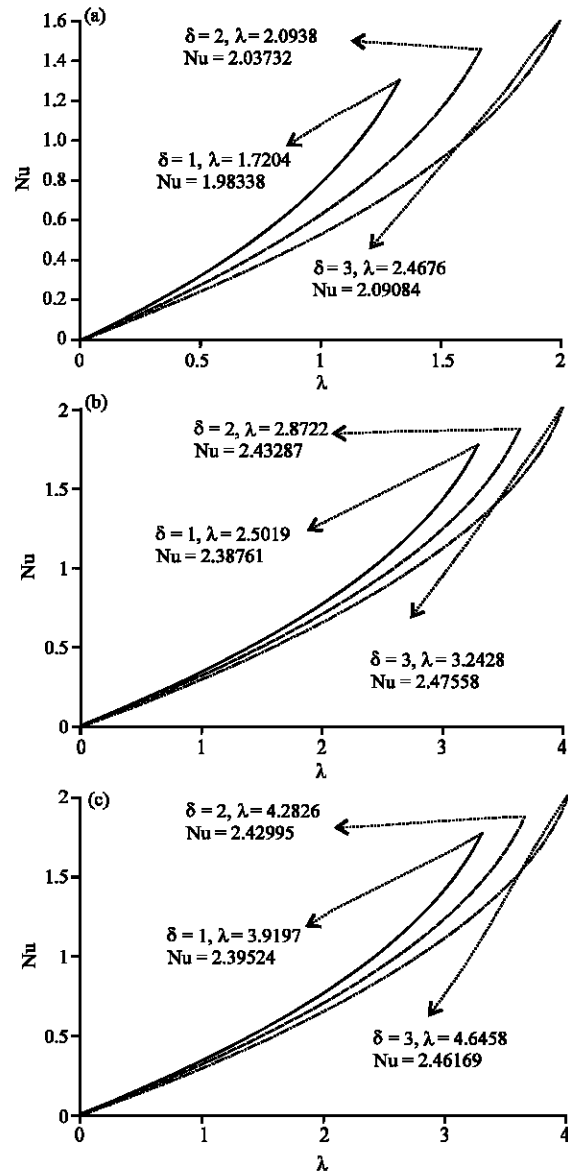 (a)
1.6
1.4
1.2
1.0
0.8
0.6
0.4
0.2
0
Nu
δ = 2, λ = 2.0938
Nu = 2.03732
δ = 1, λ = 1.7204
Nu = 1.98338
δ = 3, λ = 2.4676
Nu = 2.09084
0 0.5 1 1.5 2
λ
(b)
2
1.5
1
0.5
0
Nu
δ = 2, λ = 2.8722
Nu = 2.43287
δ = 1, λ = 2.5019
Nu = 2.38761
δ = 3, λ = 3.2428
Nu = 2.47558
0 1 2 3 4
λ
(c)
2
1.5
1
0.5
0
Nu
δ = 2, λ = 4.2826
Nu = 2.42995
δ = 1, λ = 3.9197
Nu = 2.39524
δ = 3, λ = 4.6458
Nu = 2.46169
0 1 2 3 4
λ